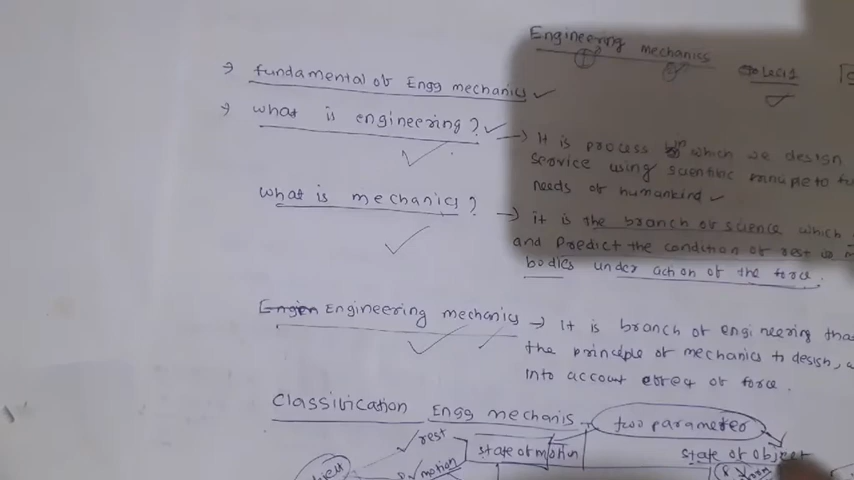 Engineering mechanics
Lec:1
→ fundamental of Engg mechanics
→ what is engineering? → It is process in which we design
service using scientific principle to
needs of humankind
what is mechanics? → it is the branch of science which
and Predict the condition of rest
bodies under action of the force.
Engineering mechanics → It is branch of engineering
the principle of mechanics to design,
into account effect of force.
Classification Engg mechanis → two parameter
rest
state of motion
state of object
motion